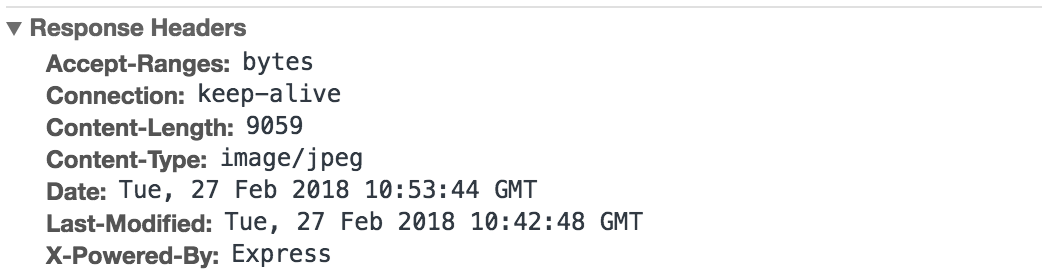 Response Headers
Accept-Ranges: bytes
Connection: keep-alive
Content-Length: 9059
Content-Type: image/jpeg
Date: Tue, 27 Feb 2018 10:53:44 GMT
Last-Modified: Tue, 27 Feb 2018 10:42:48 GMT
X-Powered-By: Express